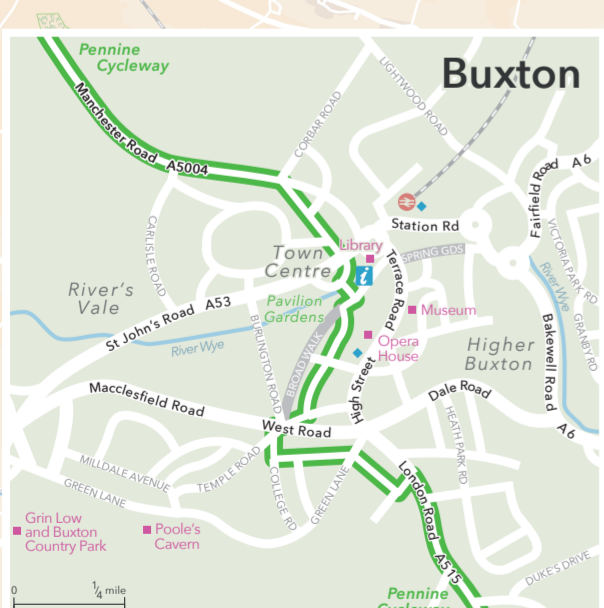 Pennine
Cycleway
Buxton
LIGHTWOOD ROAD
Manchester Road A5004
CORBAR ROAD
Fairfield Road A6
Station Rd
CARLISLE ROAD
VICTORIA PARK RD
Library
Town
Centre
i
Terrace Road
SPRING GDS
River's
Vale
St John's Road A53
Pavilion
Gardens
River Wye
Museum
GRANBY RD
River Wye
BURLINGTON ROAD
BROAD WALK
Opera
House
Higher
Buxton
Bakewell Road
A6
Macclesfield Road
High Street
Dale Road
West Road
HEATH PARK RD
MILLDALE AVENUE
TEMPLE ROAD
GREEN LANE
COLLEGE RD
GREEN LANE
London Road A515
Grin Low
and Buxton
Country Park
Poole's
Cavern
DUKE'S DRIVE
0
1/4 mile
Pennine
Cycleway